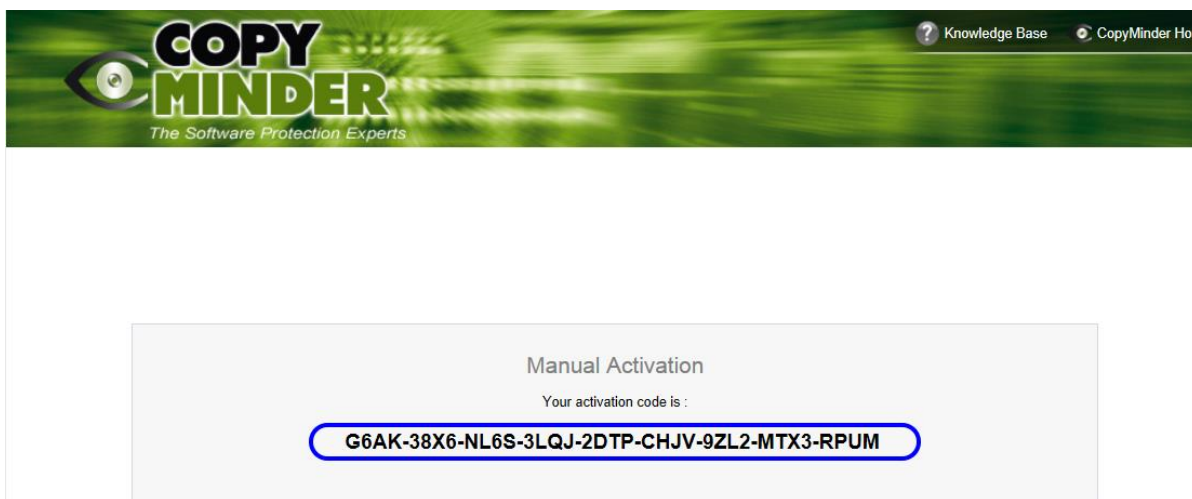 COPY
MINDER
The Software Protection Experts
? Knowledge Base
CopyMinder Ho
Manual Activation
Your activation code is :
G6AK-38X6-NL6S-3LQJ-2DTP-CHJV-9ZL2-MTX3-RPUM